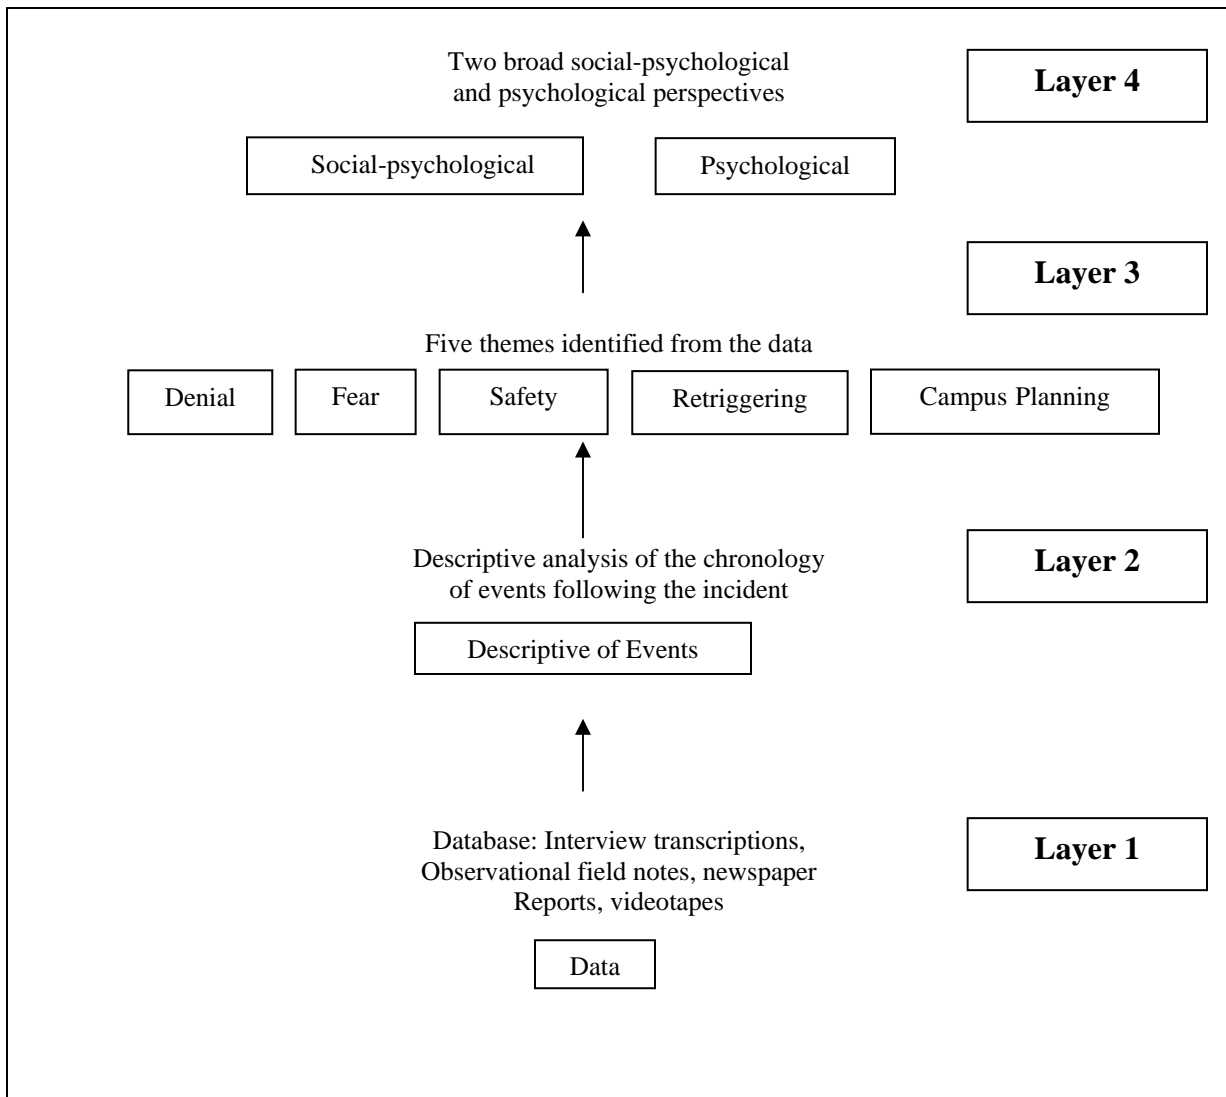 Two broad social-psychological
and psychological perspectives
Layer 4
Social-psychological
Psychological
Layer 3
Five themes identified from the data
Denial
Fear
Safety
Retriggering
Campus Planning
Descriptive analysis of the chronology
of events following the incident
Layer 2
Descriptive of Events
Database: Interview transcriptions,
Observational field notes, newspaper
Reports, videotapes
Layer 1
Data